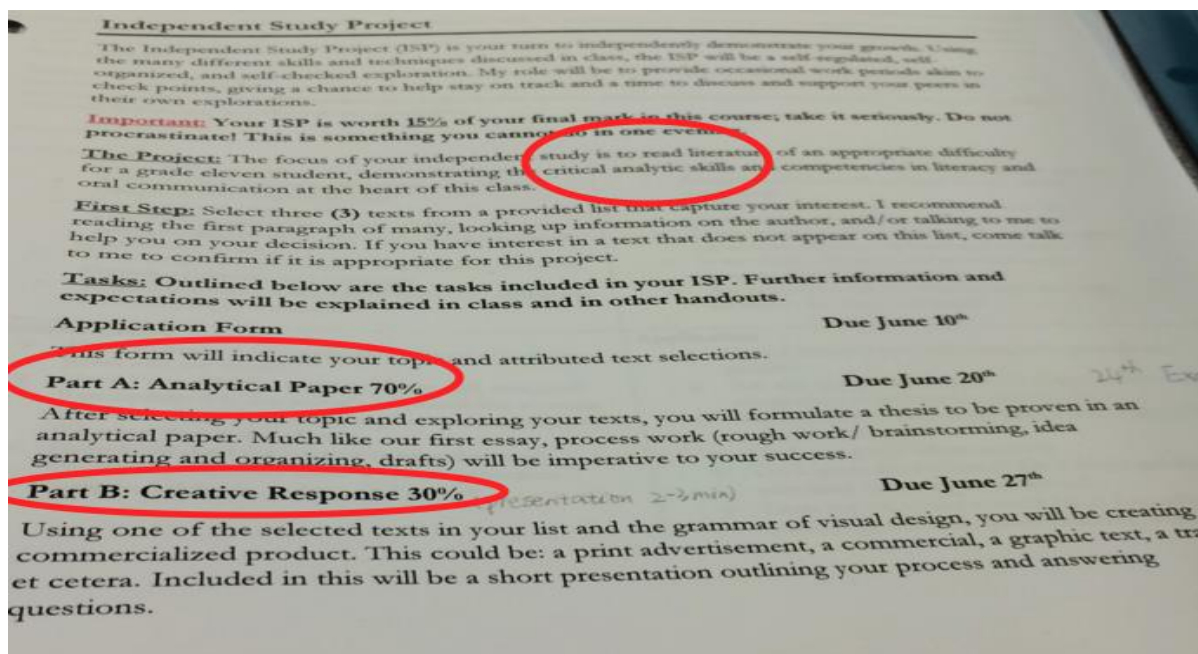 Independent Study Project
The Independent Study Project (ISP) is your turn to independently demonstrate your growth. Using
the many different skills and techniques discussed in class, the ISP will be a self-regulated, self-
organized, and self-checked exploration. My role will be to provide occasional work periods akin to
check points, giving a chance to help stay on track and a time to discuss and support your peers in
their own explorations.
Important: Your ISP is worth 15% of your final mark in this course; take it seriously. Do not
procrastinate! This is something you cannot do in one evening.
The Project: The focus of your independent study is to read literature of an appropriate difficulty
for a grade eleven student, demonstrating the critical analytic skills and competencies in literacy and
oral communication at the heart of this class.
First Step: Select three (3) texts from a provided list that capture your interest. I recommend
reading the first paragraph of many, looking up information on the author, and/or talking to me to
help you on your decision. If you have interest in a text that does not appear on this list, come talk
to me to confirm if it is appropriate for this project.
Tasks: Outlined below are the tasks included in your ISP. Further information and
expectations will be explained in class and in other handouts.
Application Form Due June 10th
This form will indicate your topic and attributed text selections.
Part A: Analytical Paper 70% Due June 20th 24th
After selecting your topic and exploring your texts, you will formulate a thesis to be proven in an
analytical paper. Much like our first essay, process work (rough work/ brainstorming, idea
generating and organizing, drafts) will be imperative to your success.
Part B: Creative Response 30% presentation 2-3min) Due June 27th
Using one of the selected texts in your list and the grammar of visual design, you will be creating
commercialized product. This could be: a print advertisement, a commercial, a graphic text, a
et cetera. Included in this will be a short presentation outlining your process and answering
questions.